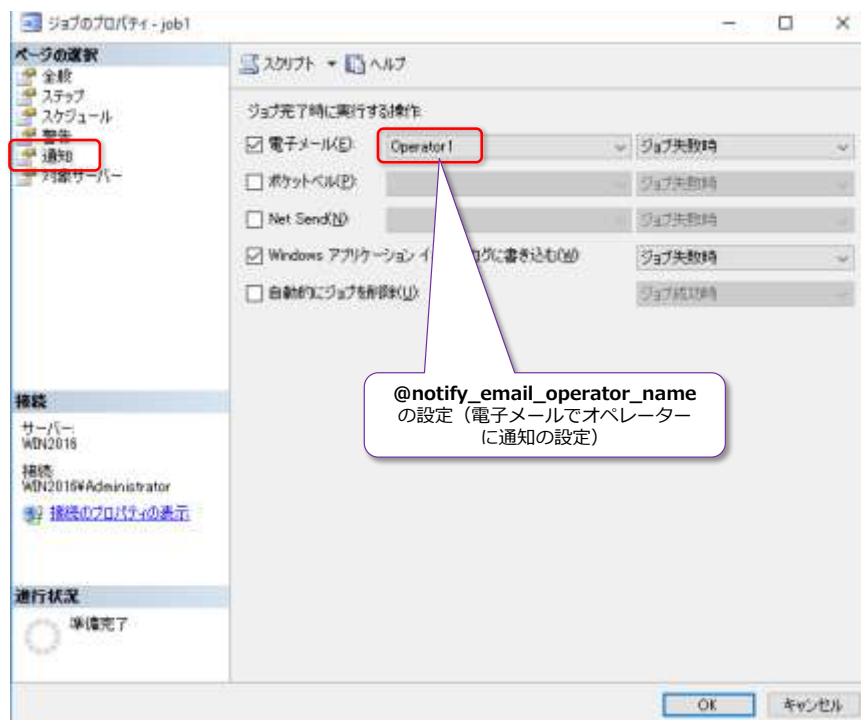 ジョブのプロパティ - job1
ページの選択
全般
ステップ
スケジュール
警告
通知
対象サーバー
スクリプト
ヘルプ
ジョブ完了時に実行する操作:
電子メール(E):
Operator1
ジョブ失敗時
ポケットベル(P):
ジョブ失敗時
Net Send(N):
ジョブ失敗時
Windows アプリケーション イ
ログに書き込む(W)
ジョブ失敗時
自動的にジョブを削除(U):
ジョブ成功時
@notify_email_operator_name
の設定（電子メールでオペレーター
に通知の設定）
接続
サーバー:
WIN2016
接続:
WIN2016¥Administrator
接続のプロパティの表示
進行状況
準備完了
OK
キャンセル